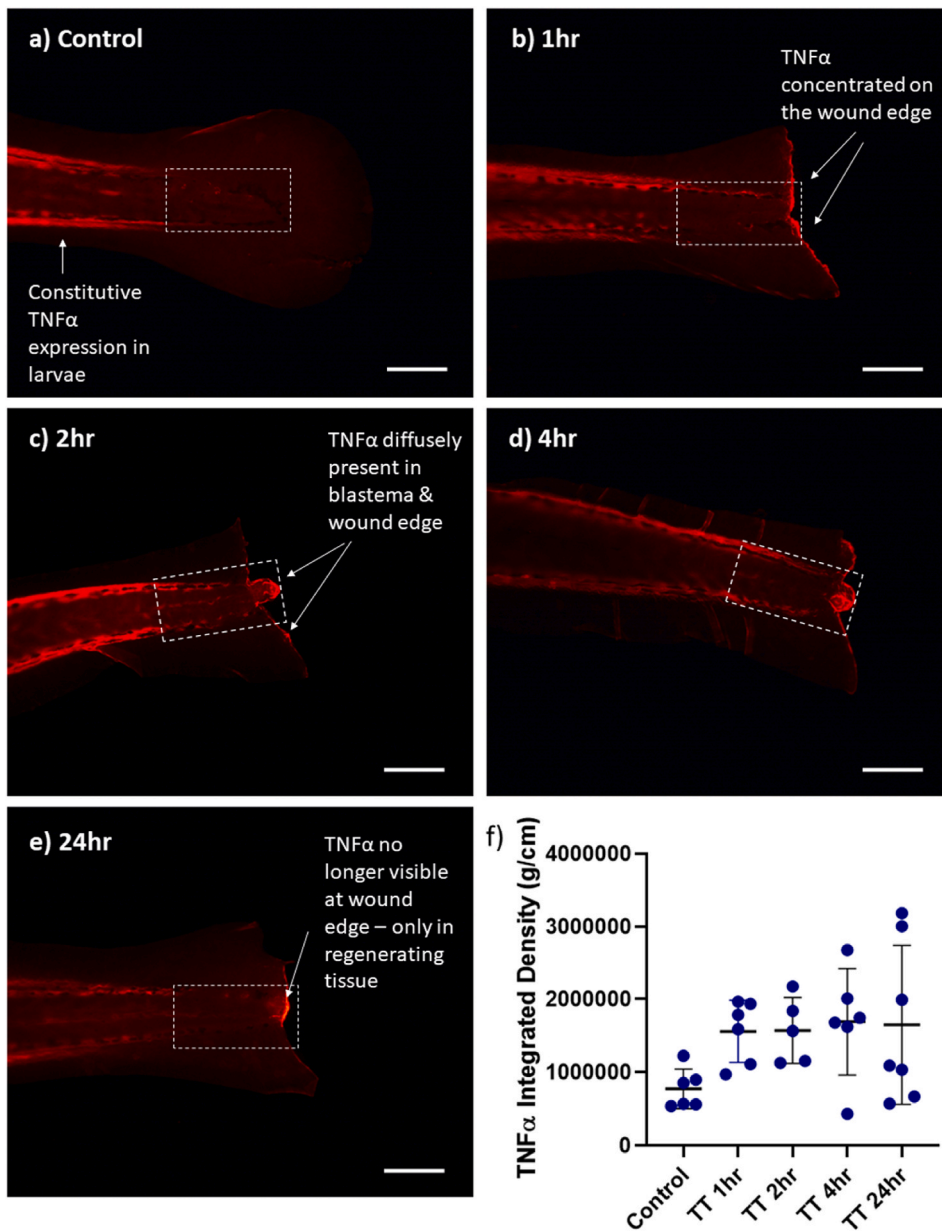 a) Control
Constitutive
TNFα
expression in
larvae
b) 1hr
TNFα
concentrated on
the wound edge
c) 2hr
TNFα diffusely
present in
blastema &
wound edge
d) 4hr
e) 24hr
TNFα no
longer visible
at wound
edge – only in
regenerating
tissue
f)
TNFα Integrated Density (g/cm)
4000000
3000000
2000000
1000000
0
Control
TT 1hr
TT 2hr
TT 4hr
TT 24hr